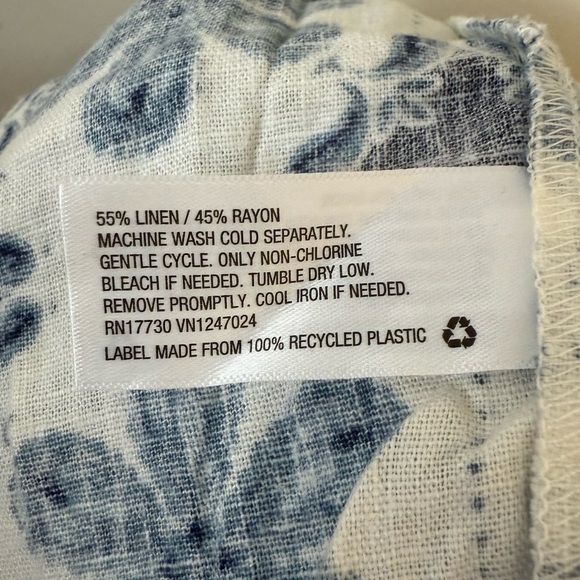 55% LINEN / 45% RAYON
MACHINE WASH COLD SEPARATELY.
GENTLE CYCLE. ONLY NON-CHLORINE
BLEACH IF NEEDED. TUMBLE DRY LOW.
REMOVE PROMPTLY. COOL IRON IF NEEDED.
RN17730 VN1247024
LABEL MADE FROM 100% RECYCLED PLASTIC